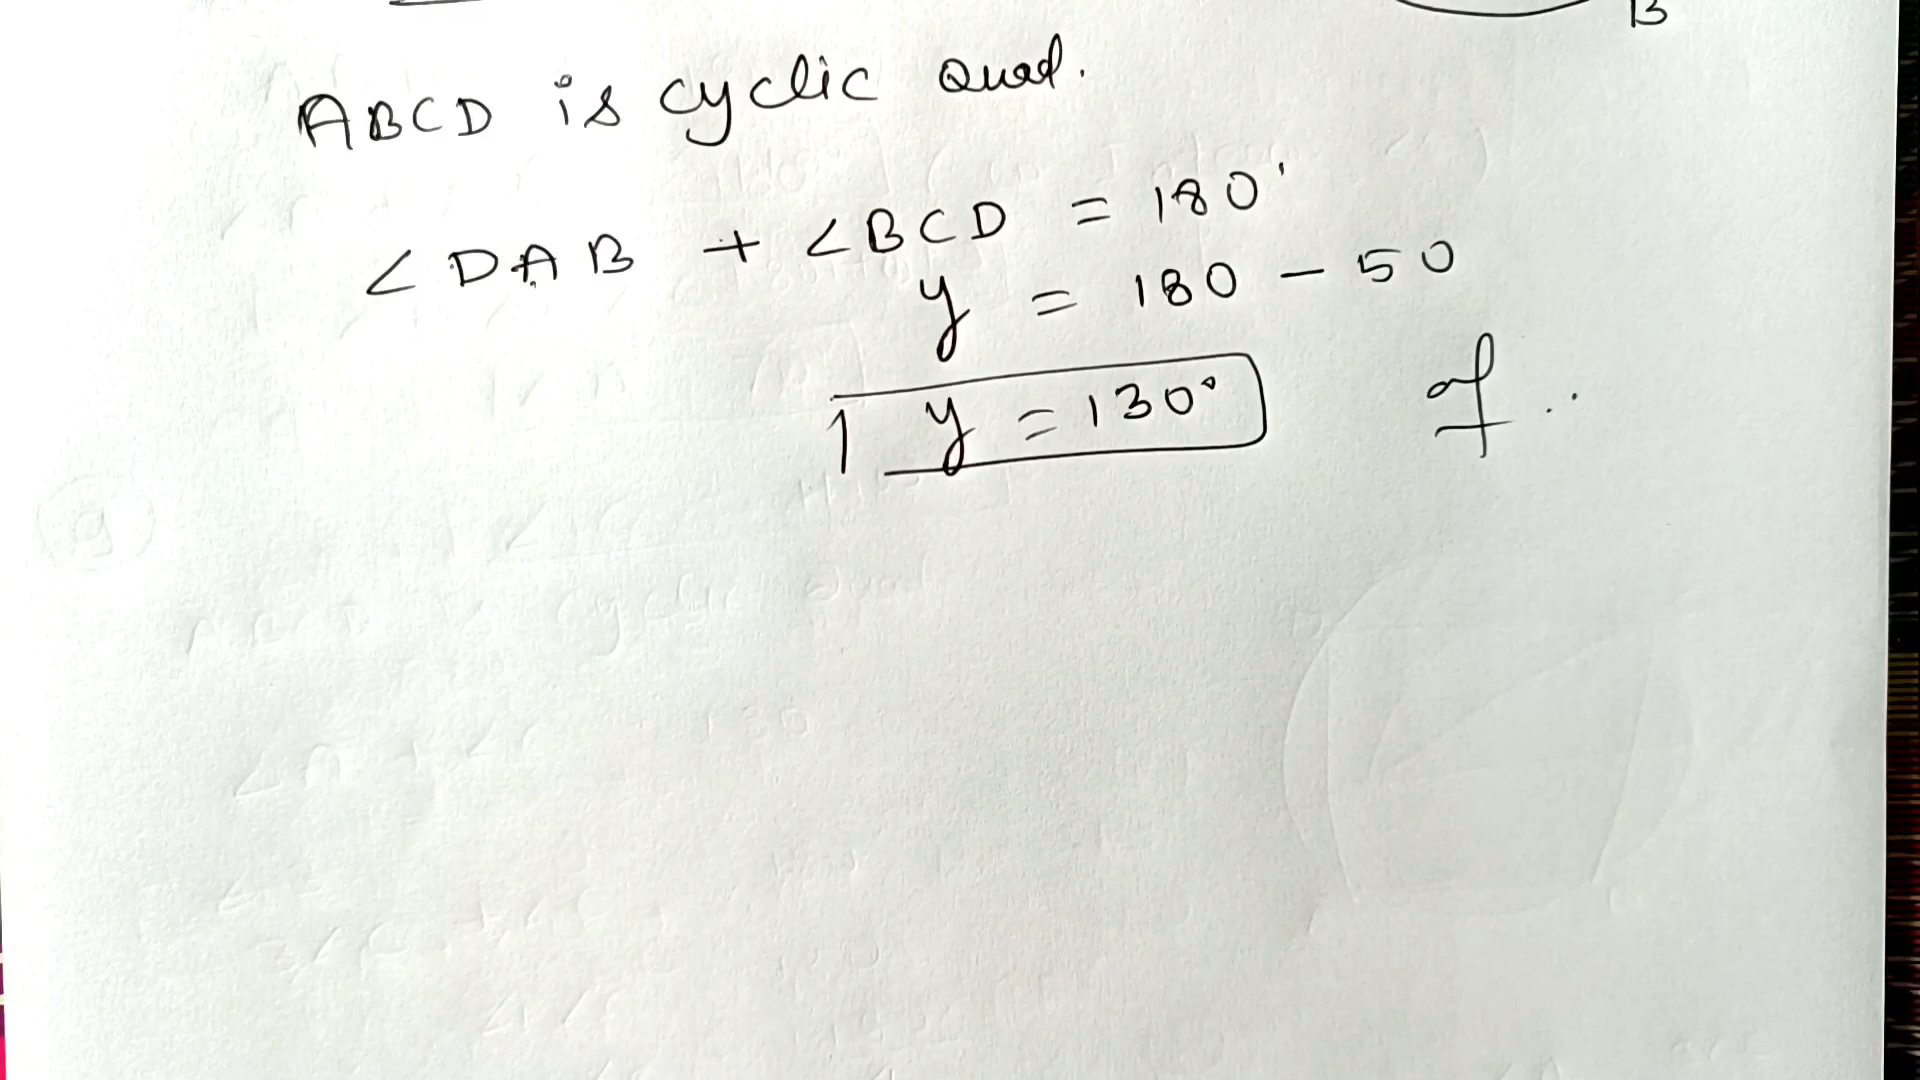 B
ABCD is cyclic Quad.
∠DAB + ∠BCD = 180°
y = 180 - 50
y = 130°